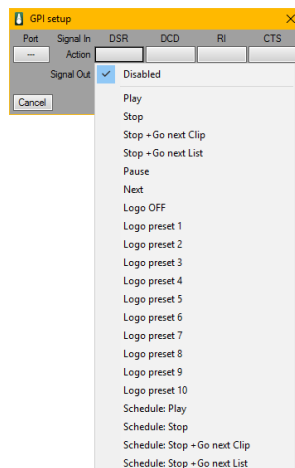 GPI setup
Port Signal In DSR DCD RI CTS
--- Action
Signal Out Disabled
Cancel
Play
Stop
Stop +Go next Clip
Stop +Go next List
Pause
Next
Logo OFF
Logo preset 1
Logo preset 2
Logo preset 3
Logo preset 4
Logo preset 5
Logo preset 6
Logo preset 7
Logo preset 8
Logo preset 9
Logo preset 10
Schedule: Play
Schedule: Stop
Schedule: Stop +Go next Clip
Schedule: Stop +Go next List